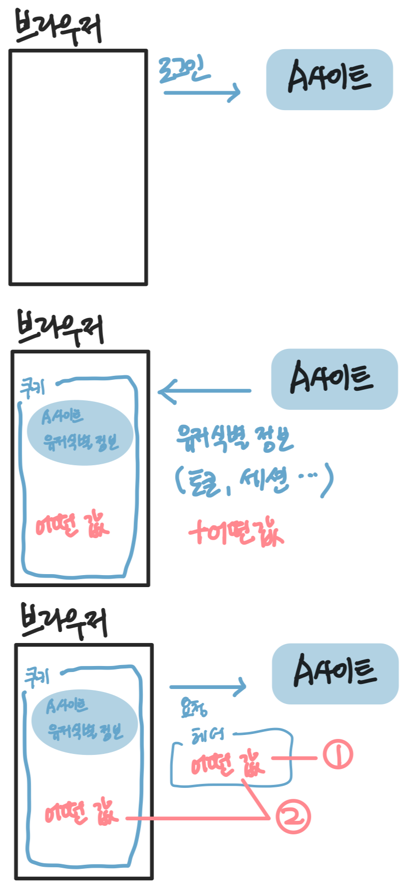 브라우저
로그인
A사이트
브라우저
A사이트
쿠키
A사이트
유저식별 정보
어떤 값
유저식별 정보
(토큰, 세션 ...)
+어떤값
브라우저
A사이트
쿠키
A사이트
유저식별 정보
어떤 값
요청
헤더
어떤 값
①
②